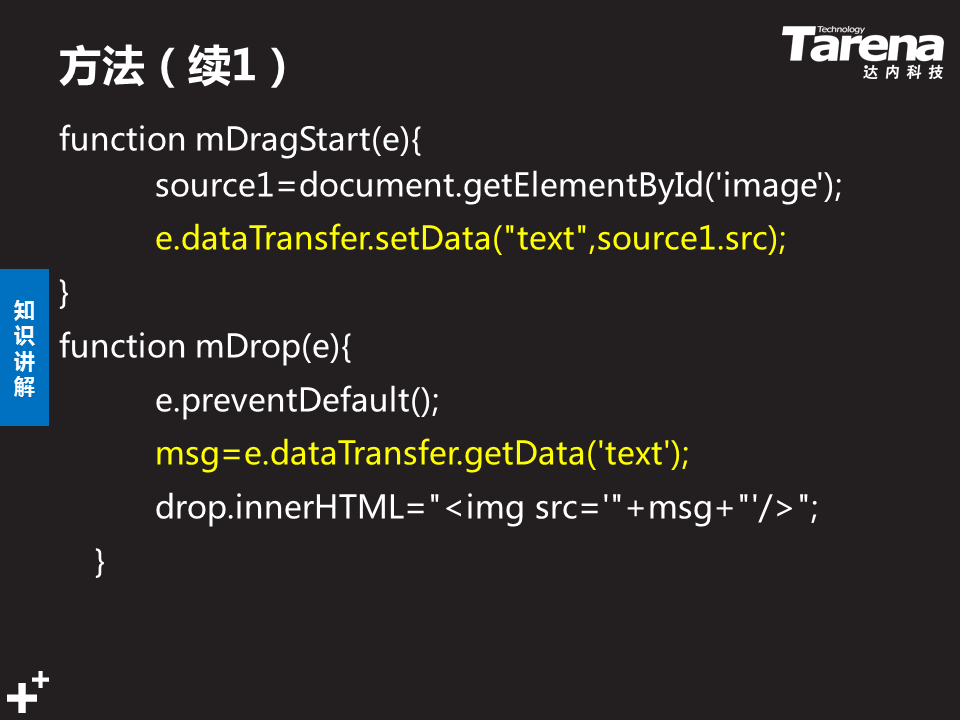 方法（续1）
Technology
Tarena
达内科技
function mDragStart(e){
source1=document.getElementById('image');
e.dataTransfer.setData("text",source1.src);
}
function mDrop(e){
e.preventDefault();
msg=e.dataTransfer.getData('text');
drop.innerHTML="<img src='"+msg+"'/>";
}
知
识
讲
解